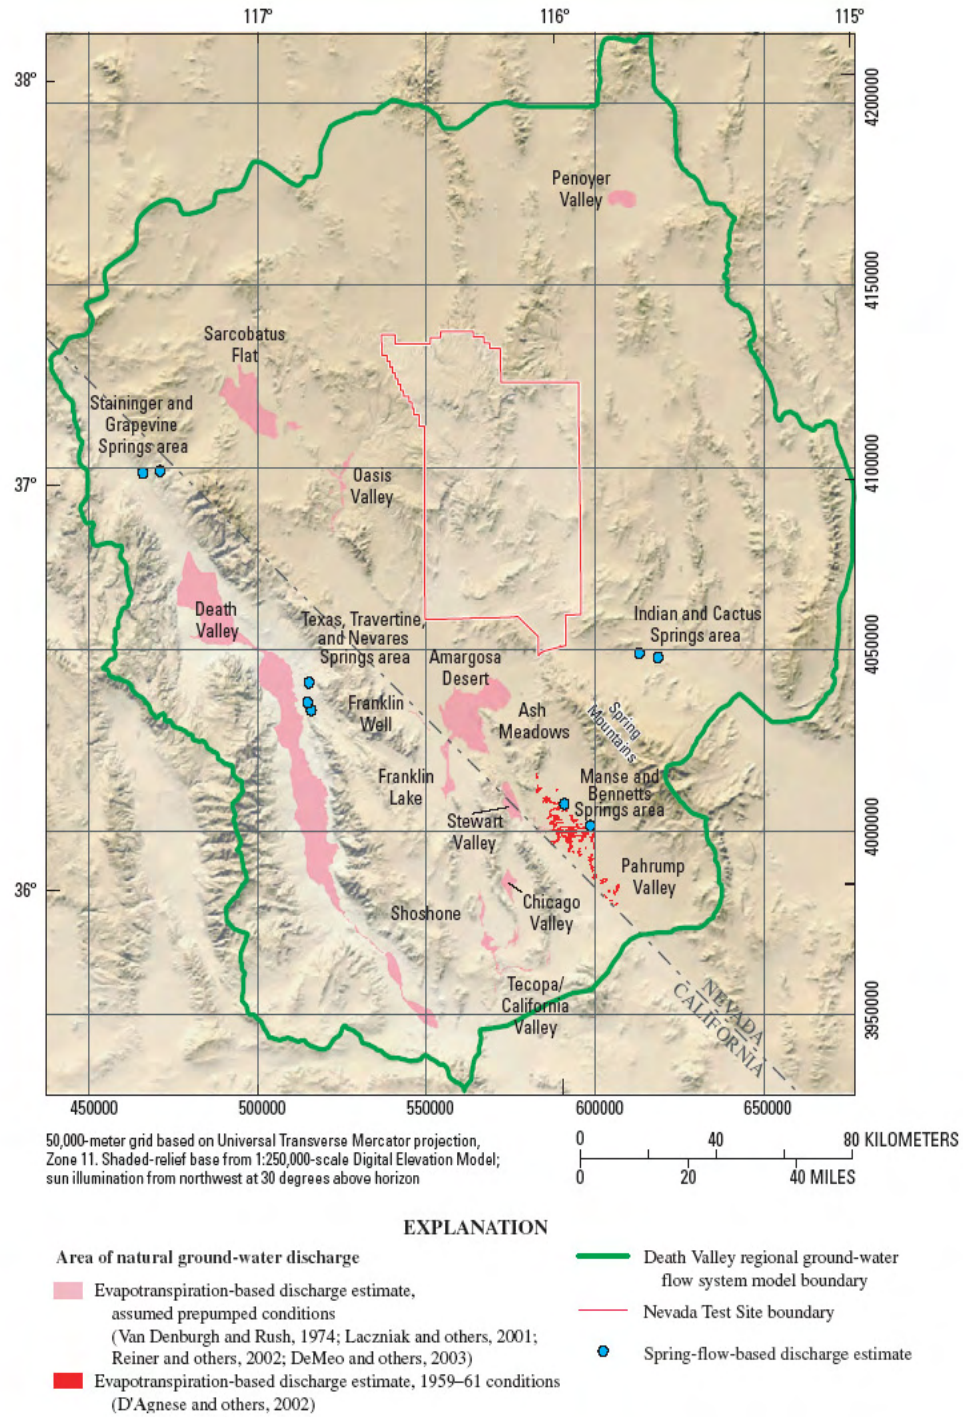 117°
116°
115°
38°
4200000
Penoyer
Valley
4150000
Sarcobatus
Flat
Staininger and
Grapevine
Springs area
37°
Oasis
Valley
4100000
Death
Valley
Texas, Travertine,
and Nevares
Springs area
Indian and Cactus
Springs area
4050000
Amargosa
Desert
Franklin
Well
Ash
Meadows
Spring
Mountains
Franklin
Lake
Manse and
Bennetts
Springs area
Stewart
Valley
4000000
36°
Pahrump
Valley
Shoshone
Chicago
Valley
Tecopa/
California
Valley
NEVADA
CALIFORNIA
3950000
450000
500000
550000
600000
650000
50,000-meter grid based on Universal Transverse Mercator projection,
Zone 11. Shaded-relief base from 1:250,000-scale Digital Elevation Model;
sun illumination from northwest at 30 degrees above horizon
0 40 80 KILOMETERS
0 20 40 MILES
EXPLANATION
Area of natural ground-water discharge
Evapotranspiration-based discharge estimate,
assumed prepumped conditions
(Van Denburgh and Rush, 1974; Laczniak and others, 2001;
Reiner and others, 2002; DeMeo and others, 2003)
Evapotranspiration-based discharge estimate, 1959–61 conditions
(D'Agnese and others, 2002)
Death Valley regional ground-water
flow system model boundary
Nevada Test Site boundary
Spring-flow-based discharge estimate